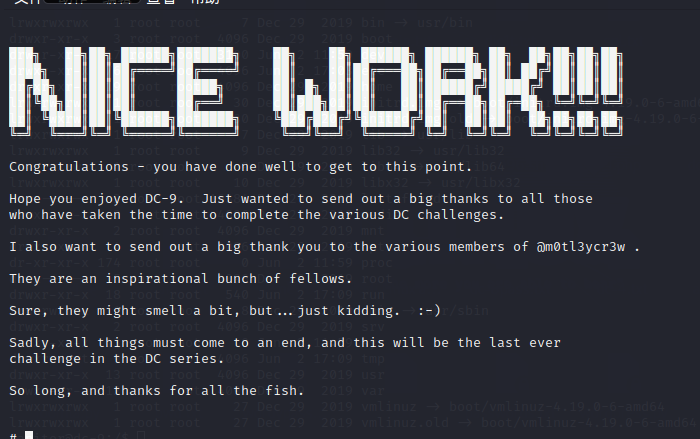 NICE WORK!!!
Congratulations - you have done well to get to this point.
Hope you enjoyed DC-9.  Just wanted to send out a big thanks to all those
who have taken the time to complete the various DC challenges.
I also want to send out a big thank you to the various members of @m0tl3ycr3w .
They are an inspirational bunch of fellows.
Sure, they might smell a bit, but...just kidding.  :-)
Sadly, all things must come to an end, and this will be the last ever
challenge in the DC series.
So long, and thanks for all the fish.
#